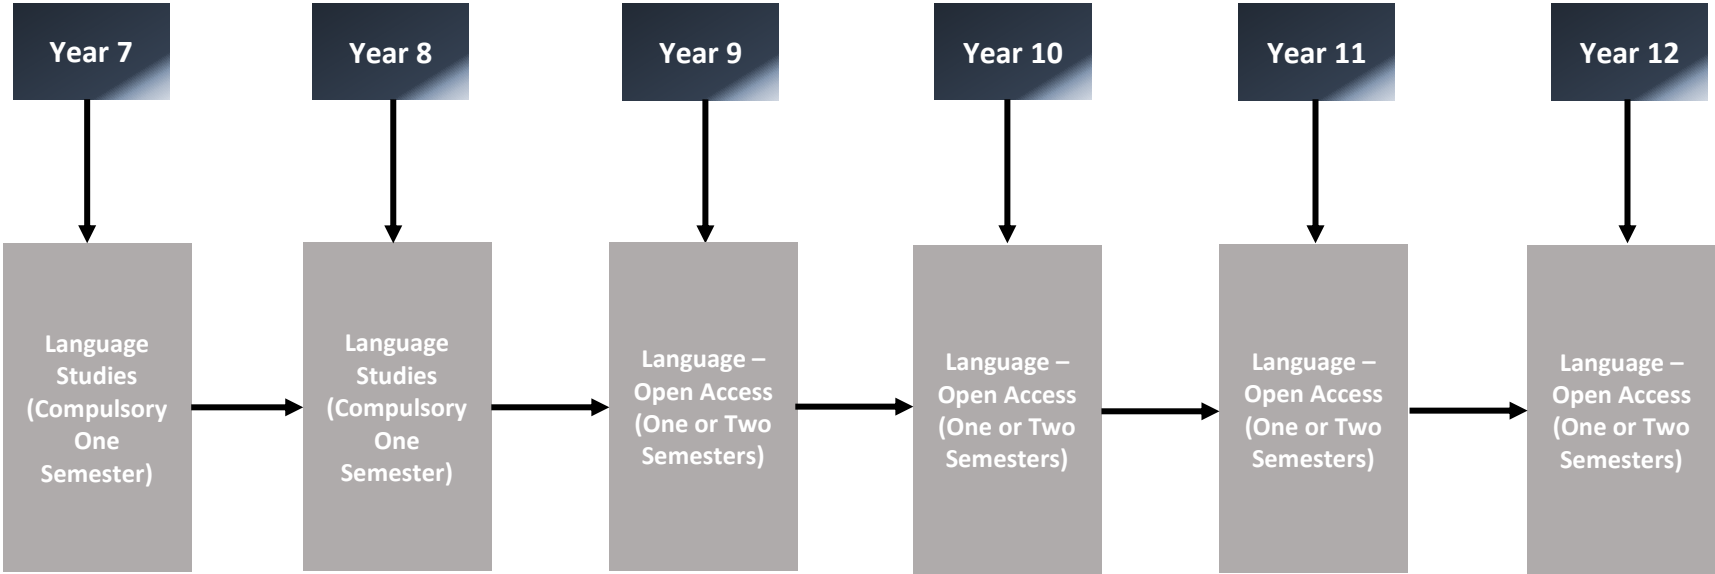 Year 7
Year 8
Year 9
Year 10
Year 11
Year 12
Language
Studies
(Compulsory
One
Semester)
Language
Studies
(Compulsory
One
Semester)
Language –
Open Access
(One or Two
Semesters)
Language –
Open Access
(One or Two
Semesters)
Language –
Open Access
(One or Two
Semesters)
Language –
Open Access
(One or Two
Semesters)